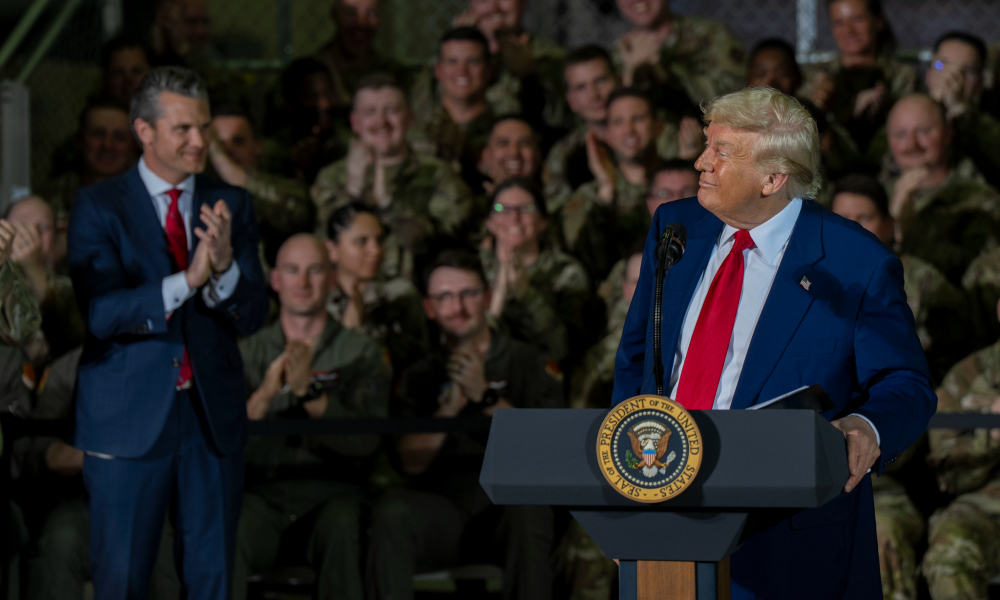 SEAL OF THE PRESIDENT OF THE UNITED STATES